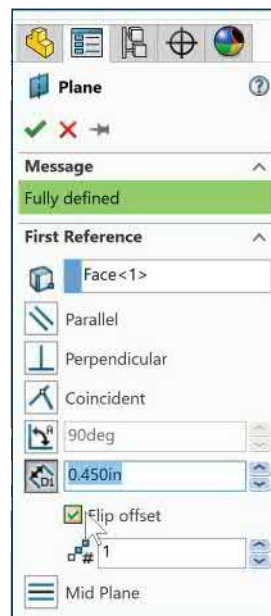 Plane
Message
Fully defined
First Reference
Face<1>
Parallel
Perpendicular
Coincident
90deg
0.450in
Flip offset
# 1
Mid Plane